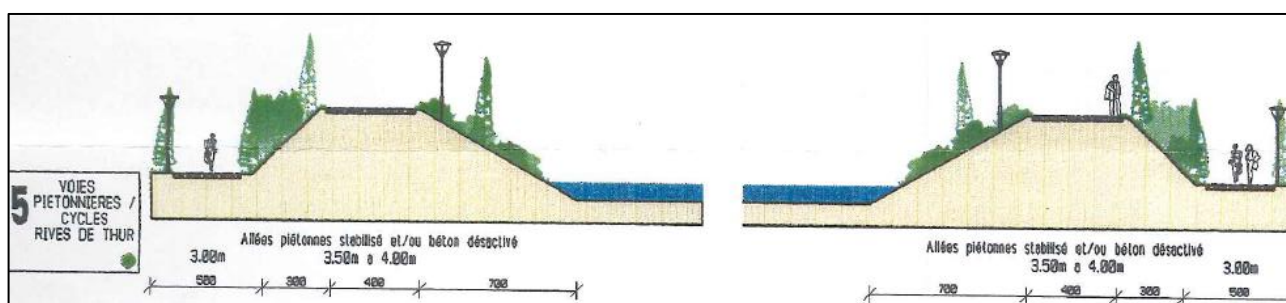 5
VOIES
PIETONNIERES /
CYCLES
RIVES DE THUR
Allées piétonnes stabilisé et/ou béton désactivé
3.00m 3.50m a 4.00m
500 300 400 700
Allées piétonnes stabilisé et/ou béton désactivé
3.50m a 4.00m 3.00m
700 400 300 500